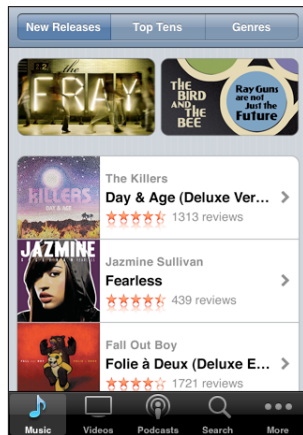 New Releases Top Tens Genres
the
FRAY
THE
BIRD
AND THE
BEE
Ray Guns
are not
Just the
Future
KILLERS
DAY & AGE
The Killers
Day & Age (Deluxe Ver...
1313 reviews
JAZMINE
Jazmine Sullivan
Fearless
439 reviews
Fall Out Boy
Folie à Deux (Deluxe E...
1721 reviews
Music Videos Podcasts Search More